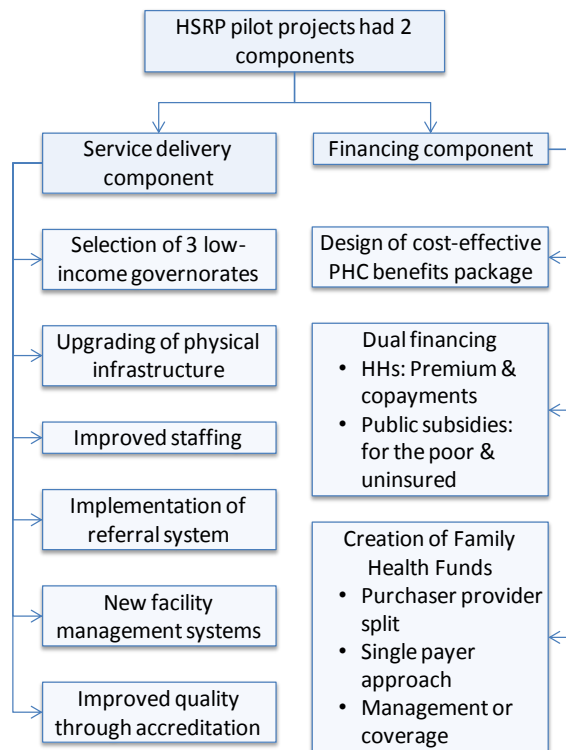 HSRP pilot projects had 2
components
Service delivery
component
Selection of 3 low-
income governorates
Upgrading of physical
infrastructure
Improved staffing
Implementation of
referral system
New facility
management systems
Improved quality
through accreditation
Financing component
Design of cost-effective
PHC benefits package
Dual financing
• HHs: Premium &
copayments
• Public subsidies:
for the poor &
uninsured
Creation of Family
Health Funds
• Purchaser provider
split
• Single payer
approach
• Management or
coverage